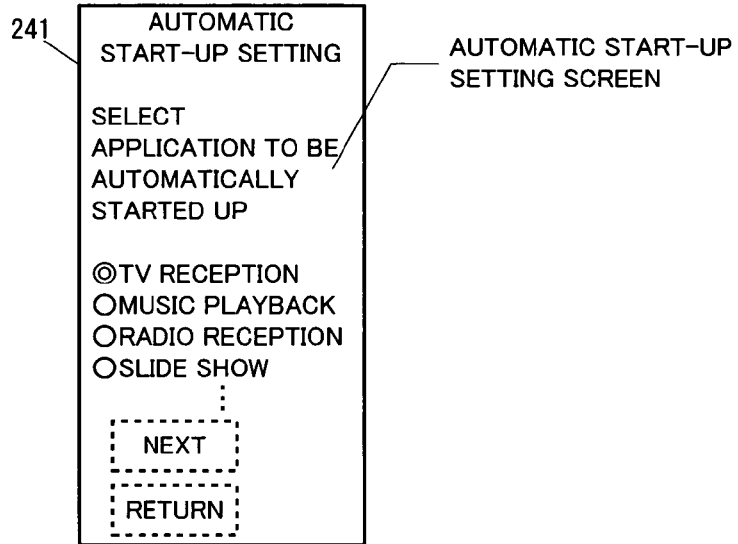 241
AUTOMATIC
START-UP SETTING
SELECT
APPLICATION TO BE
AUTOMATICALLY
STARTED UP
◎TV RECEPTION
○MUSIC PLAYBACK
○RADIO RECEPTION
○SLIDE SHOW
NEXT
RETURN
AUTOMATIC START-UP
SETTING SCREEN